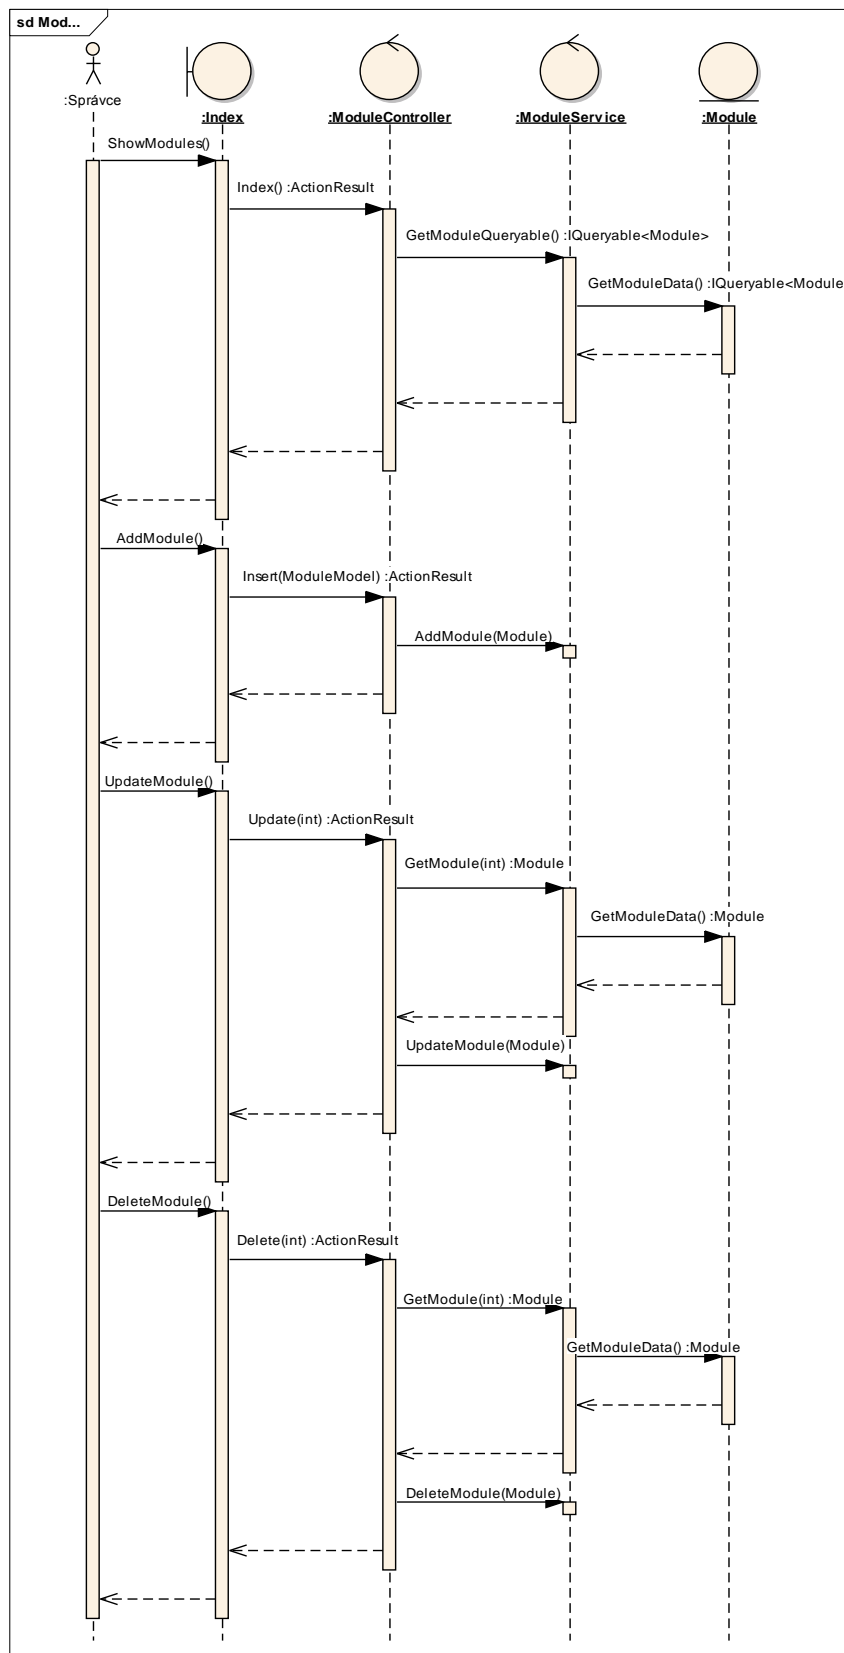 sd Mod...
:Správce
:Index
:ModuleController
:ModuleService
:Module
ShowModules()
Index() :ActionResult
GetModuleQueryable() :IQueryable<Module>
GetModuleData() :IQueryable<Module
AddModule()
Insert(ModuleModel) :ActionResult
AddModule(Module)
UpdateModule()
Update(int) :ActionResult
GetModule(int) :Module
GetModuleData() :Module
UpdateModule(Module)
DeleteModule()
Delete(int) :ActionResult
GetModule(int) :Module
GetModuleData() :Module
DeleteModule(Module)